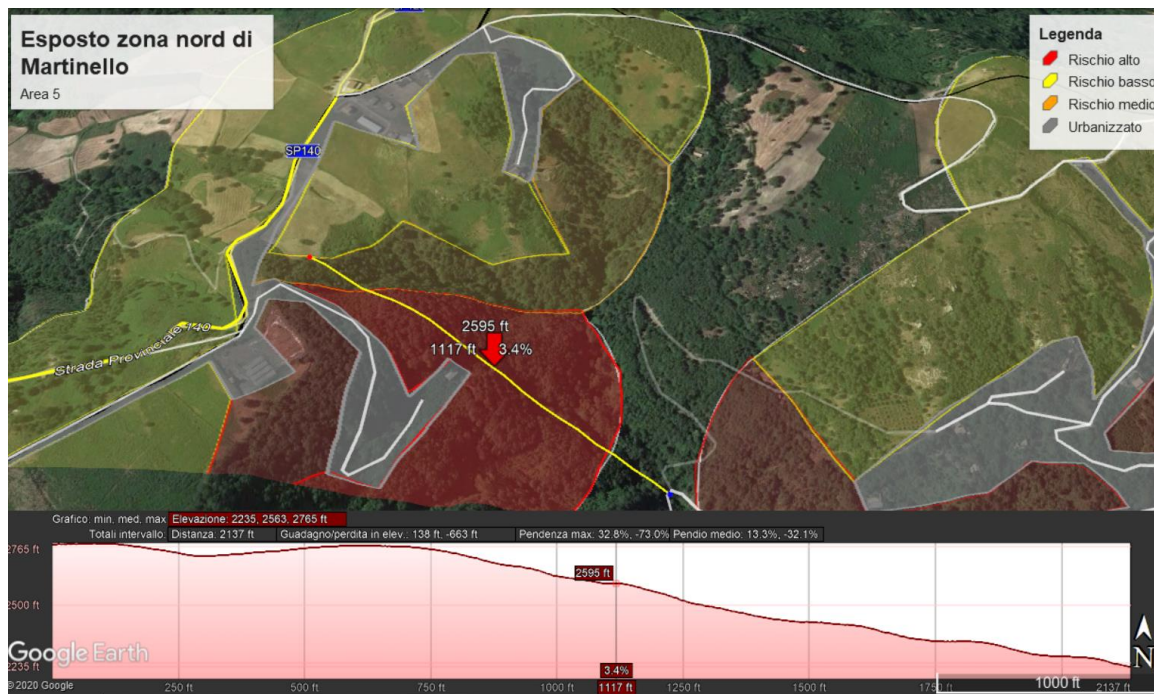 Esposto zona nord di
Martinello
Area 5
Legenda
Rischio alto
Rischio basso
Rischio medio
Urbanizzato
SP140
Strada Provinciale 140
2595 ft
1117 ft 3.4%
Grafico: min. med. max Elevazione: 2235, 2563, 2765 ft
Totali intervallo: Distanza: 2137 ft Guadagno/perdita in elev.: 138 ft, -663 ft Pendenza max. 32.8%, -73.0% Pendio medio: 13.3%, -32.1%
2765 ft
2595 ft
2500 ft
Google Earth
2235 ft
3.4%
N
©2020 Google
250 ft 500 ft 750 ft 1000 ft 1117 ft 1250 ft 1500 ft 1750 ft 1000 ft 2137 ft